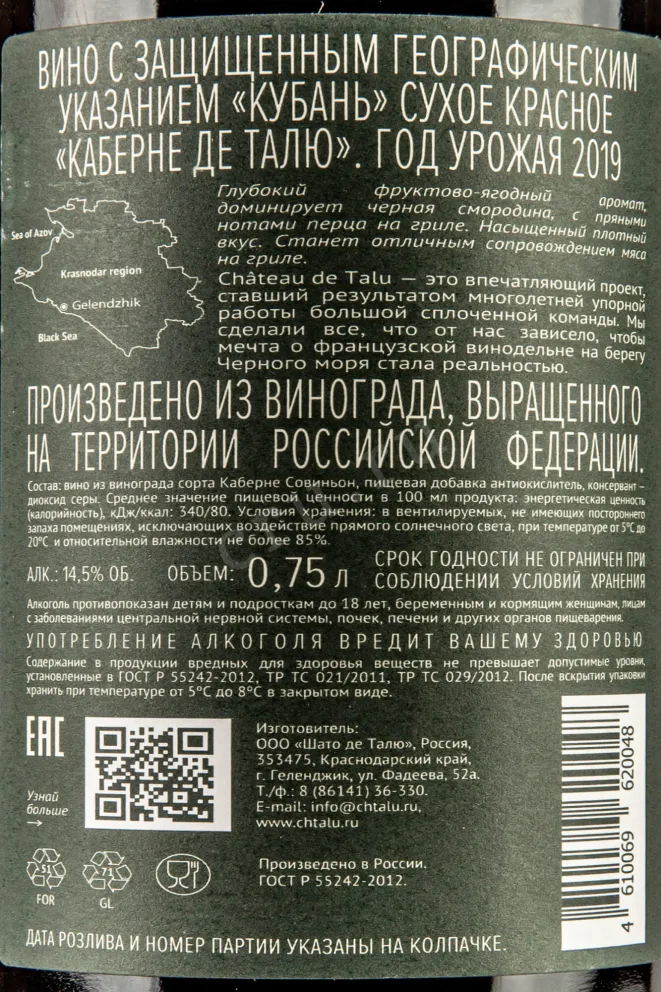 ВИНО С ЗАЩИЩЕННЫМ ГЕОГРАФИЧЕСКИМ
УКАЗАНИЕМ «КУБАНЬ» СУХОЕ КРАСНОЕ
«КАБЕРНЕ ДЕ ТАЛЮ». ГОД УРОЖАЯ 2019
Глубокий фруктово-ягодный аромат,
доминирует черная смородина, с пряными
нотами перца на гриле. Насыщенный плотный
вкус. Станет отличным сопровождением мяса
на гриле.
Sea of Azov
Krasnodar region
Gelendzhik
Black Sea
Château de Talu — это впечатляющий проект,
ставший результатом многолетней упорной
работы большой сплоченной команды. Мы
сделали все, что от нас зависело, чтобы
мечта о французской винодельне на берегу
Черного моря стала реальностью.
ПРОИЗВЕДЕНО ИЗ ВИНОГРАДА, ВЫРАЩЕННОГО
НА ТЕРРИТОРИИ РОССИЙСКОЙ ФЕДЕРАЦИИ.
Состав: вино из винограда сорта Каберне Совиньон, пищевая добавка антиокислитель, консервант –
диоксид серы. Среднее значение пищевой ценности в 100 мл продукта: энергетическая ценность
(калорийность), кДж/ккал: 340/80. Условия хранения: в вентилируемых, не имеющих постороннего
запаха помещениях, исключающих воздействие прямого солнечного света, при температуре от 5°С до
20°С и относительной влажности не более 85%.
АЛК.: 14,5% ОБ. ОБЪЕМ: 0,75 Л
СРОК ГОДНОСТИ НЕ ОГРАНИЧЕН ПРИ
СОБЛЮДЕНИИ УСЛОВИЙ ХРАНЕНИЯ
Алкоголь противопоказан детям и подросткам до 18 лет, беременным и кормящим женщинам, лицам
с заболеваниями центральной нервной системы, почек, печени и других органов пищеварения.
УПОТРЕБЛЕНИЕ АЛКОГОЛЯ ВРЕДИТ ВАШЕМУ ЗДОРОВЬЮ
Содержание в продукции вредных для здоровья веществ не превышает допустимые уровни,
установленные в ГОСТ Р 55242-2012, ТР ТС 021/2011, ТР ТС 029/2012. После вскрытия упаковки
хранить при температуре от 5°С до 8°С в закрытом виде.
EAC
Узнай
больше
→
Изготовитель:
ООО «Шато де Талю», Россия,
353475, Краснодарский край,
г. Геленджик, ул. Фадеева, 52а.
Т./ф.: 8 (86141) 36-330.
E-mail: info@chtalu.ru,
www.chtalu.ru
51
FOR
71
GL
Произведено в России.
ГОСТ Р 55242-2012.
4 610069 620048
ДАТА РОЗЛИВА И НОМЕР ПАРТИИ УКАЗАНЫ НА КОЛПАЧКЕ.